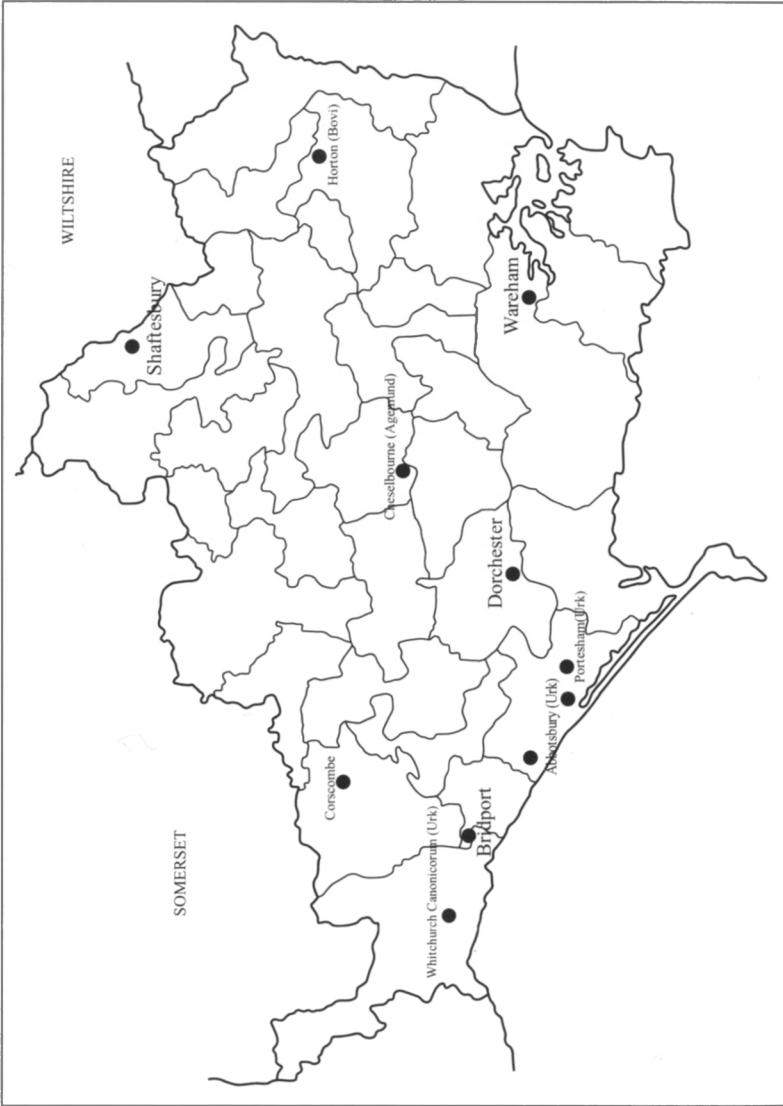 WILTSHIRE
SOMERSET
Shaftesbury
Horton (Bovi)
Corscombe
Cheselbourne (Agemund)
Whitchurch Canonicorum (Urk)
Bridport
Dorchester
Wareham
Abbotsbury (Urk)
Portesham(Urk)